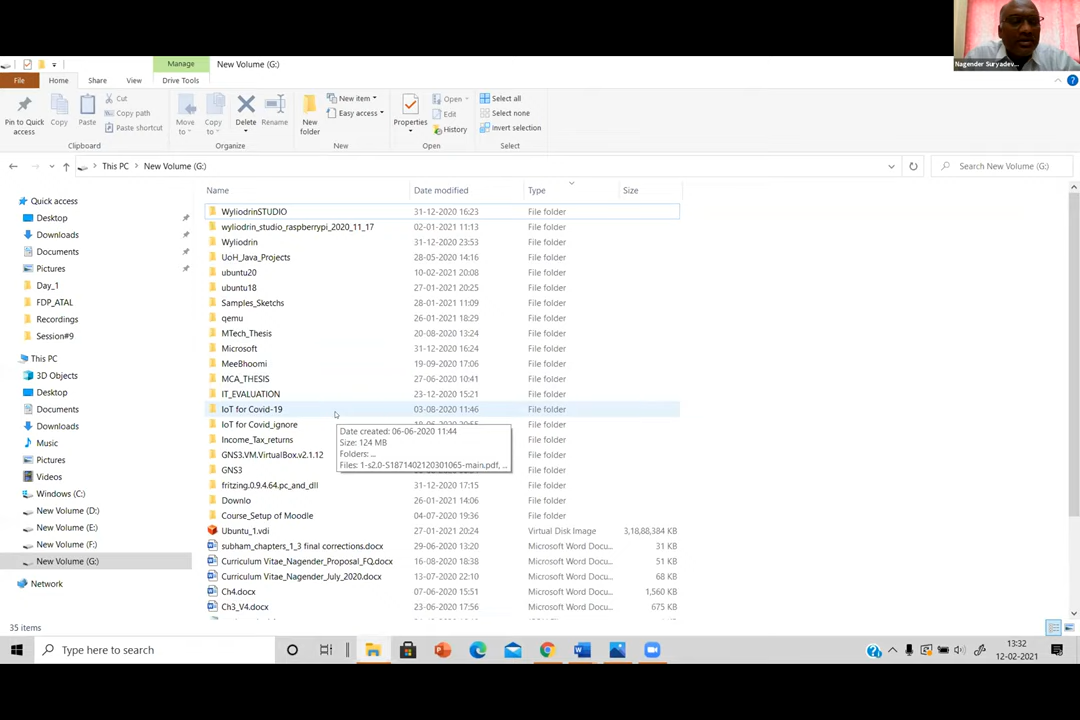 Nagender Suryadev...
Manage
New Volume (G:)
File
Home
Share
View
Drive Tools
Pin to Quick access
Copy
Paste
Cut
Copy path
Paste shortcut
Clipboard
Move to
Copy to
Delete
Rename
Organize
New folder
New item
Easy access
New
Properties
Open
Edit
History
Open
Select all
Select none
Invert selection
Select
This PC > New Volume (G:)
Search New Volume (G:)
Name Date modified Type Size
Quick access
Desktop
Downloads
Documents
Pictures
Day_1
FDP_ATAL
Recordings
Session#9
This PC
3D Objects
Desktop
Documents
Downloads
Music
Pictures
Videos
Windows (C:)
New Volume (D:)
New Volume (E:)
New Volume (F:)
New Volume (G:)
Network
WyliodrinSTUDIO 31-12-2020 16:23 File folder
wyliodrin_studio_raspberrypi_2020_11_17 02-01-2021 11:13 File folder
Wyliodrin 31-12-2020 23:53 File folder
UoH_Java_Projects 28-05-2021 14:16 File folder
ubuntu20 10-02-2021 20:08 File folder
ubuntu18 27-01-2021 20:25 File folder
Samples_Sketchs 28-01-2021 11:09 File folder
qemu 26-01-2021 18:29 File folder
MTech_Thesis 20-08-2020 13:24 File folder
Microsoft 31-12-2020 16:24 File folder
MeeBhoomi 19-09-2020 17:06 File folder
MCA_THESIS 27-06-2020 10:41 File folder
IT_EVALUATION 23-12-2020 15:21 File folder
IoT for Covid-19 03-08-2020 11:46 File folder
IoT for Covid_ignore File folder
Income_Tax_returns File folder
GNS3.VM.VirtualBox.v2.1.12 File folder
GNS3 File folder
fritzing.0.9.4.64.pc_and_dll 31-12-2020 17:15 File folder
Downlo 26-01-2021 14:06 File folder
Course_Setup of Moodle 04-07-2020 19:36 File folder
Ubuntu_1.vdi 27-01-2021 20:24 Virtual Disk Image 3,18,88,384 KB
subham_chapters_1_3 final corrections.docx 29-06-2020 13:20 Microsoft Word Docu... 31 KB
Curriculum Vitae_Nagender_Proposal_FQ.docx 16-08-2020 18:38 Microsoft Word Docu... 51 KB
Curriculum Vitae_Nagender_July_2020.docx 13-07-2020 22:10 Microsoft Word Docu... 68 KB
Ch4.docx 07-06-2020 15:51 Microsoft Word Docu... 1,560 KB
Ch3_V4.docx 23-06-2020 17:56 Microsoft Word Docu... 675 KB
Date created: 06-06-2020 11:44
Size: 124 MB
Folders: ...
Files: 1-s2.0-S1871402120301065-main.pdf, ...
35 items
Type here to search
13:32
12-02-2021